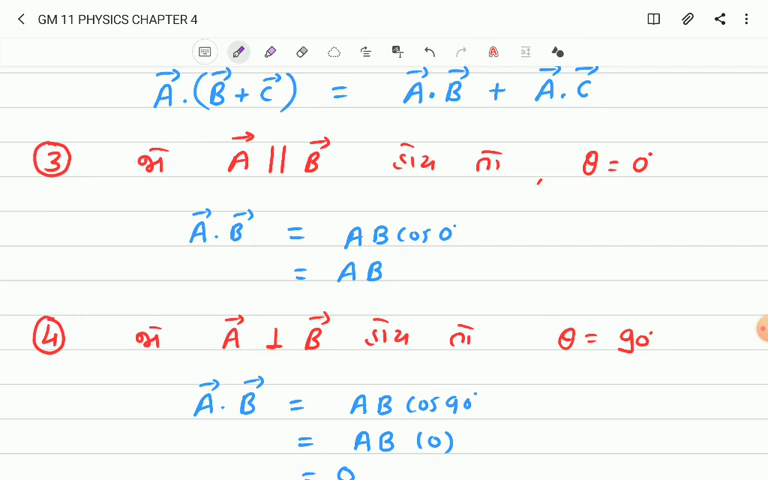 GM 11 PHYSICS CHAPTER 4
A⃗.(B⃗ + C⃗) = A⃗.B⃗ + A⃗.C⃗
③ જો A⃗ || B⃗ હોય તો, θ = 0°
A⃗.B⃗ = AB cos 0°
= AB
④ જો A⃗ ⊥ B⃗ હોય તો θ = 90°
A⃗.B⃗ = AB cos 90°
= AB (0)
= 0